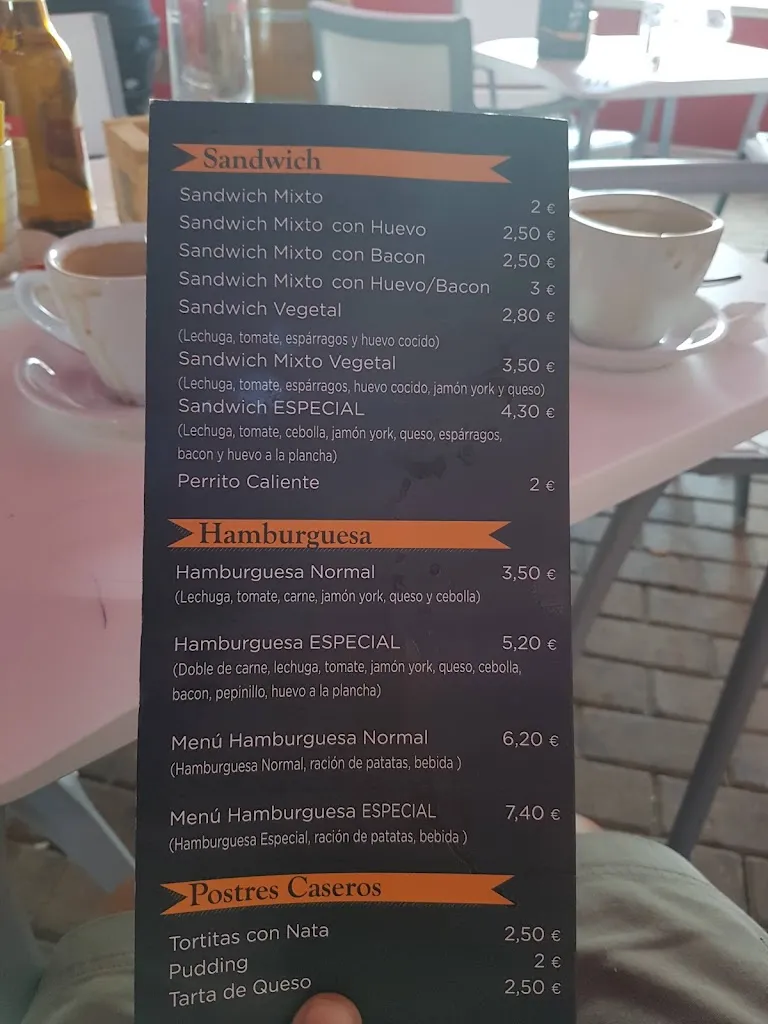 Sandwich
Sandwich Mixto 2 €
Sandwich Mixto con Huevo 2,50 €
Sandwich Mixto con Bacon 2,50 €
Sandwich Mixto con Huevo/Bacon 3 €
Sandwich Vegetal 2,80 €
(Lechuga, tomate, espárragos y huevo cocido)
Sandwich Mixto Vegetal 3,50 €
(Lechuga, tomate, espárragos, huevo cocido, jamón york y queso)
Sandwich ESPECIAL 4,30 €
(Lechuga, tomate, cebolla, jamón york, queso, espárragos,
bacon y huevo a la plancha)
Perrito Caliente 2 €
Hamburguesa
Hamburguesa Normal 3,50 €
(Lechuga, tomate, carne, jamón york, queso y cebolla)
Hamburguesa ESPECIAL 5,20 €
(Doble de carne, lechuga, tomate, jamón york, queso, cebolla,
bacon, pepinillo, huevo a la plancha)
Menú Hamburguesa Normal 6,20 €
(Hamburguesa Normal, ración de patatas, bebida )
Menú Hamburguesa ESPECIAL 7,40 €
(Hamburguesa Especial, ración de patatas, bebida )
Postres Caseros
Tortitas con Nata 2,50 €
Pudding 2 €
Tarta de Queso 2,50 €